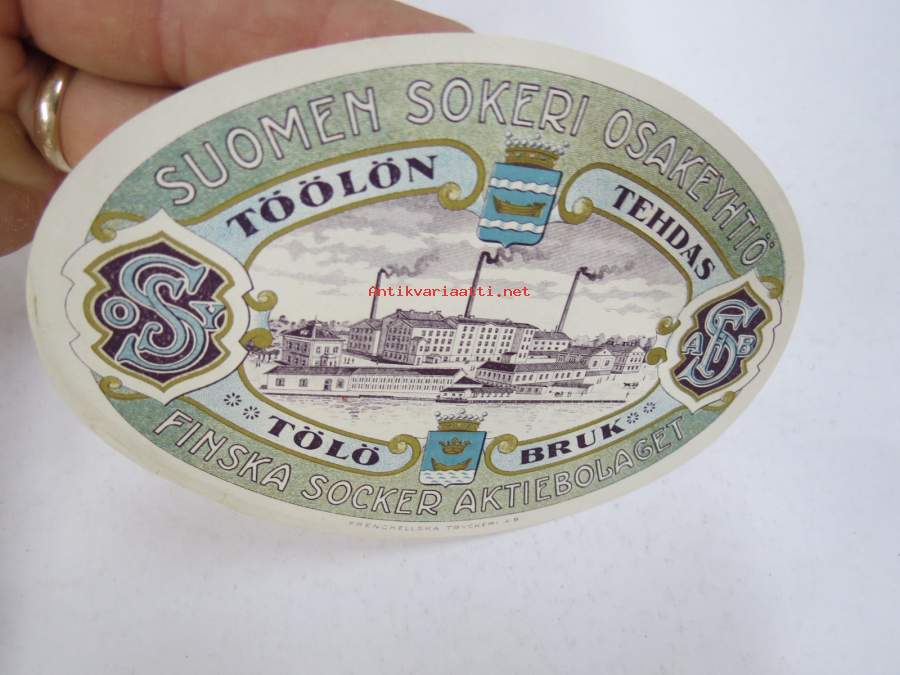 SUOMEN SOKERI OSAKEYHTIÖ
TÖÖLÖN TEHDAS
Antikvariaatti.net
S S O Y
F S A B
TÖLÖ BRUK
FINSKA SOCKER AKTIEBOLAGET
FRENCKELLSKA TRYCKERI AB